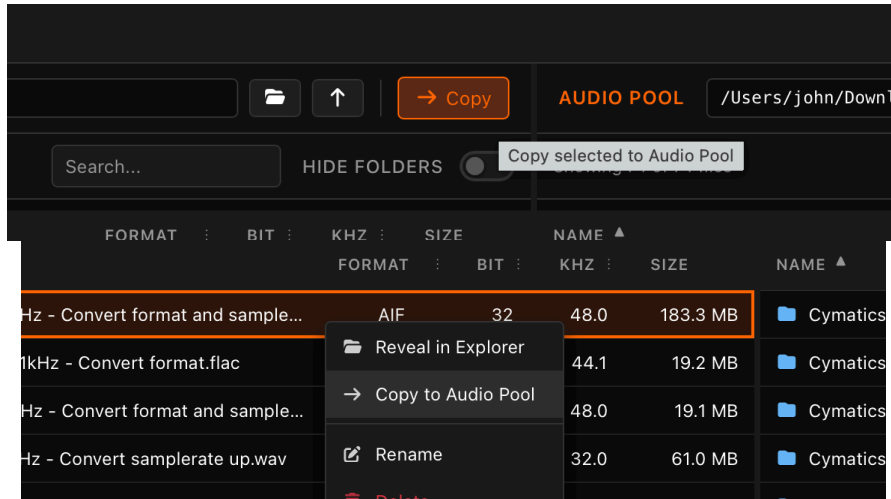 Copy
AUDIO POOL
/Users/john/Downl
Search...
HIDE FOLDERS
Copy selected to Audio Pool
FORMAT BIT KHZ SIZE NAME
FORMAT BIT KHZ SIZE NAME
Hz - Convert format and sample... AIF 32 48.0 183.3 MB Cymatics
Reveal in Explorer
1kHz - Convert format.flac 44.1 19.2 MB Cymatics
Copy to Audio Pool
Hz - Convert format and sample... 48.0 19.1 MB Cymatics
Rename
Hz - Convert samplerate up.wav 32.0 61.0 MB Cymatics
Delete